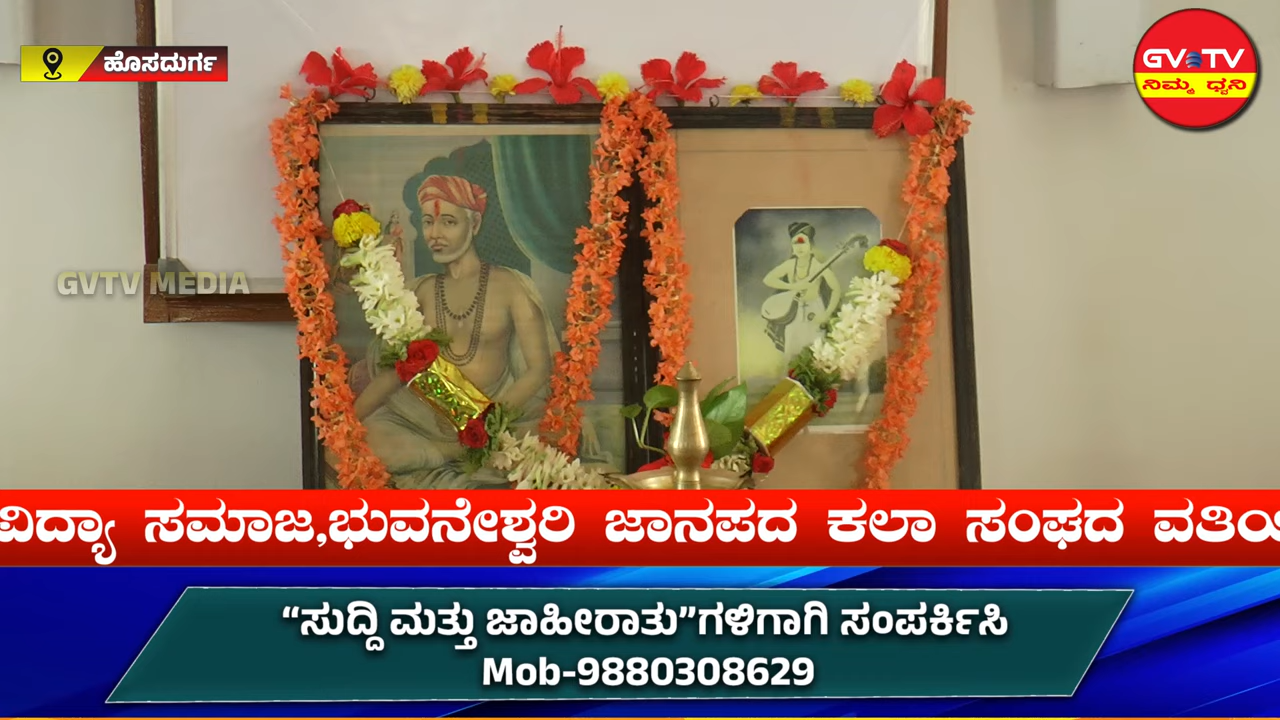 ಹೊಸದುರ್ಗ
GVTV
ನಿಮ್ಮ ಧ್ವನಿ
GVTV MEDIA
ವಿದ್ಯಾ ಸಮಾಜ,ಭುವನೇಶ್ವರಿ ಜಾನಪದ ಕಲಾ ಸಂಘದ ವತಿಯ
“ಸುದ್ದಿ ಮತ್ತು ಜಾಹೀರಾತು”ಗಳಿಗಾಗಿ ಸಂಪರ್ಕಿಸಿ
Mob-9880308629